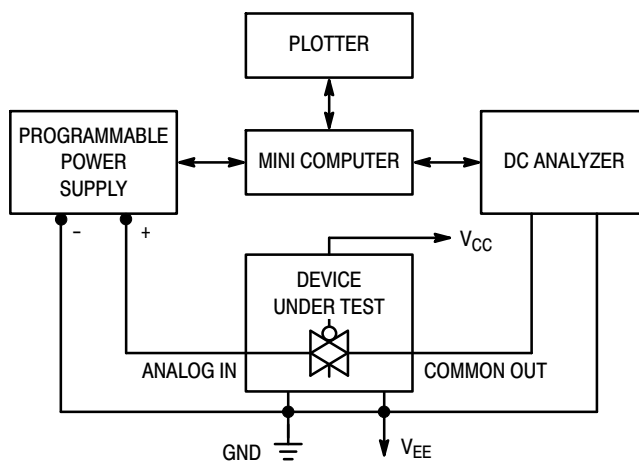 PLOTTER
PROGRAMMABLE
POWER
SUPPLY
MINI COMPUTER
DC ANALYZER
– +
VCC
DEVICE
UNDER TEST
ANALOG IN
COMMON OUT
GND
VEE